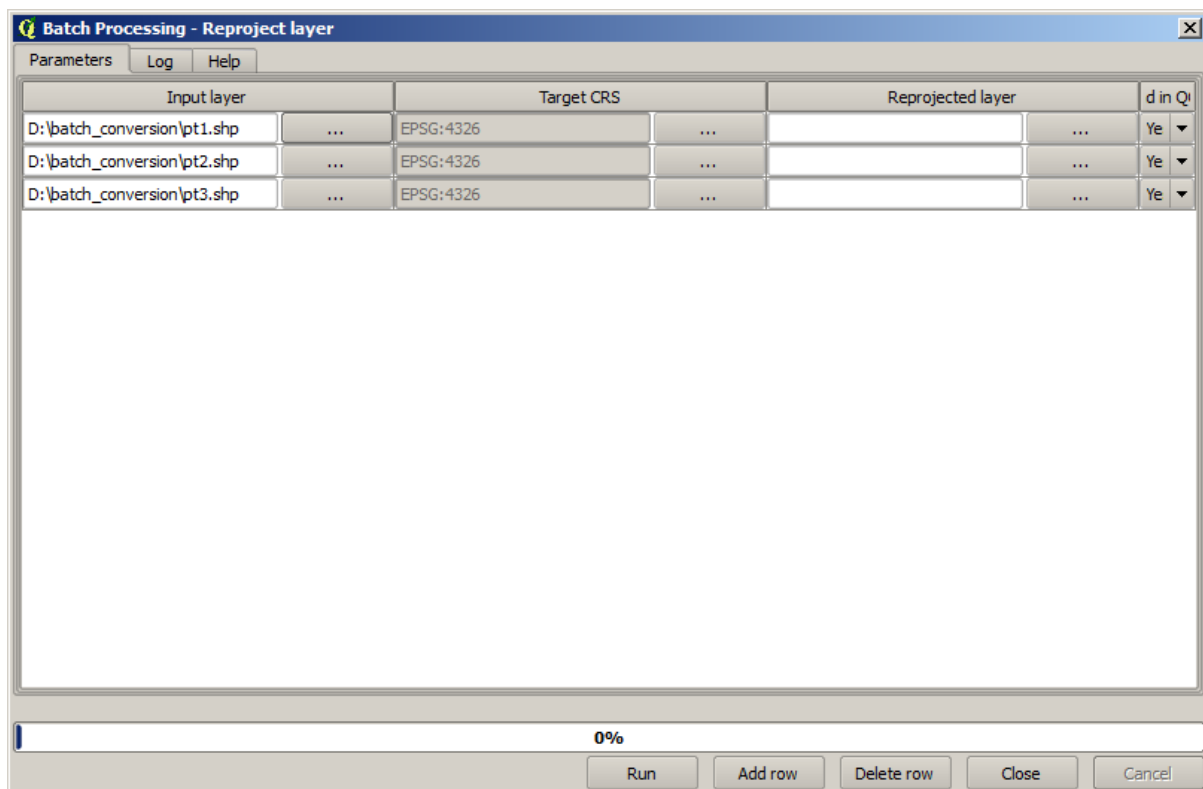 Batch Processing - Reproject layer
Parameters Log Help
Input layer Target CRS Reprojected layer d in Q
D:\batch_conversion\pt1.shp ... EPSG:4326 ... ... Ye
D:\batch_conversion\pt2.shp ... EPSG:4326 ... ... Ye
D:\batch_conversion\pt3.shp ... EPSG:4326 ... ... Ye
0%
Run Add row Delete row Close Cancel